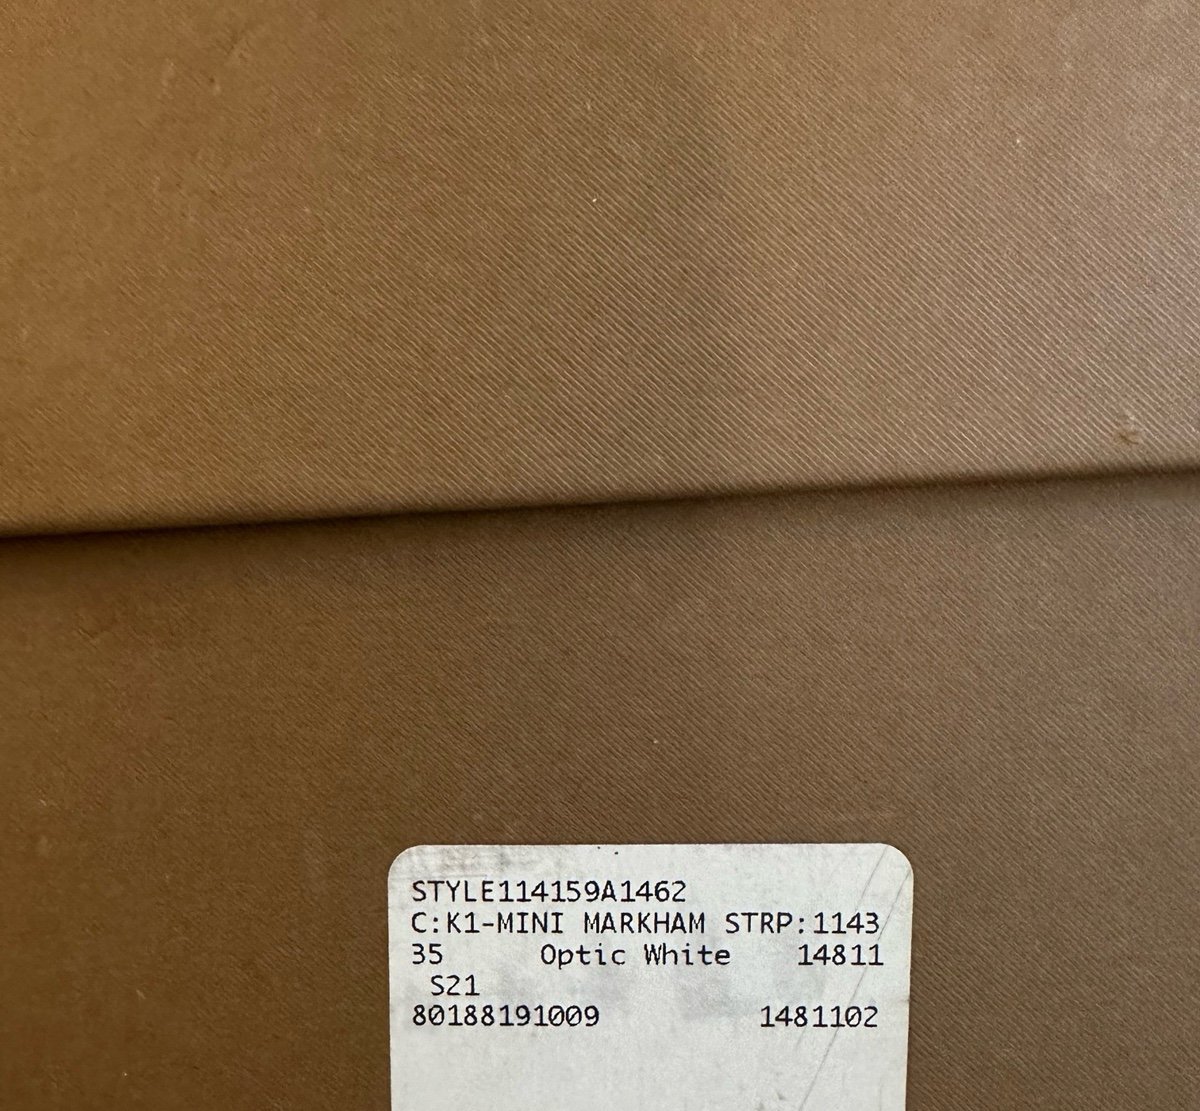 STYLE114159A1462
C:K1-MINI MARKHAM STRP:1143
35 Optic White 14811
S21
80188191009 1481102